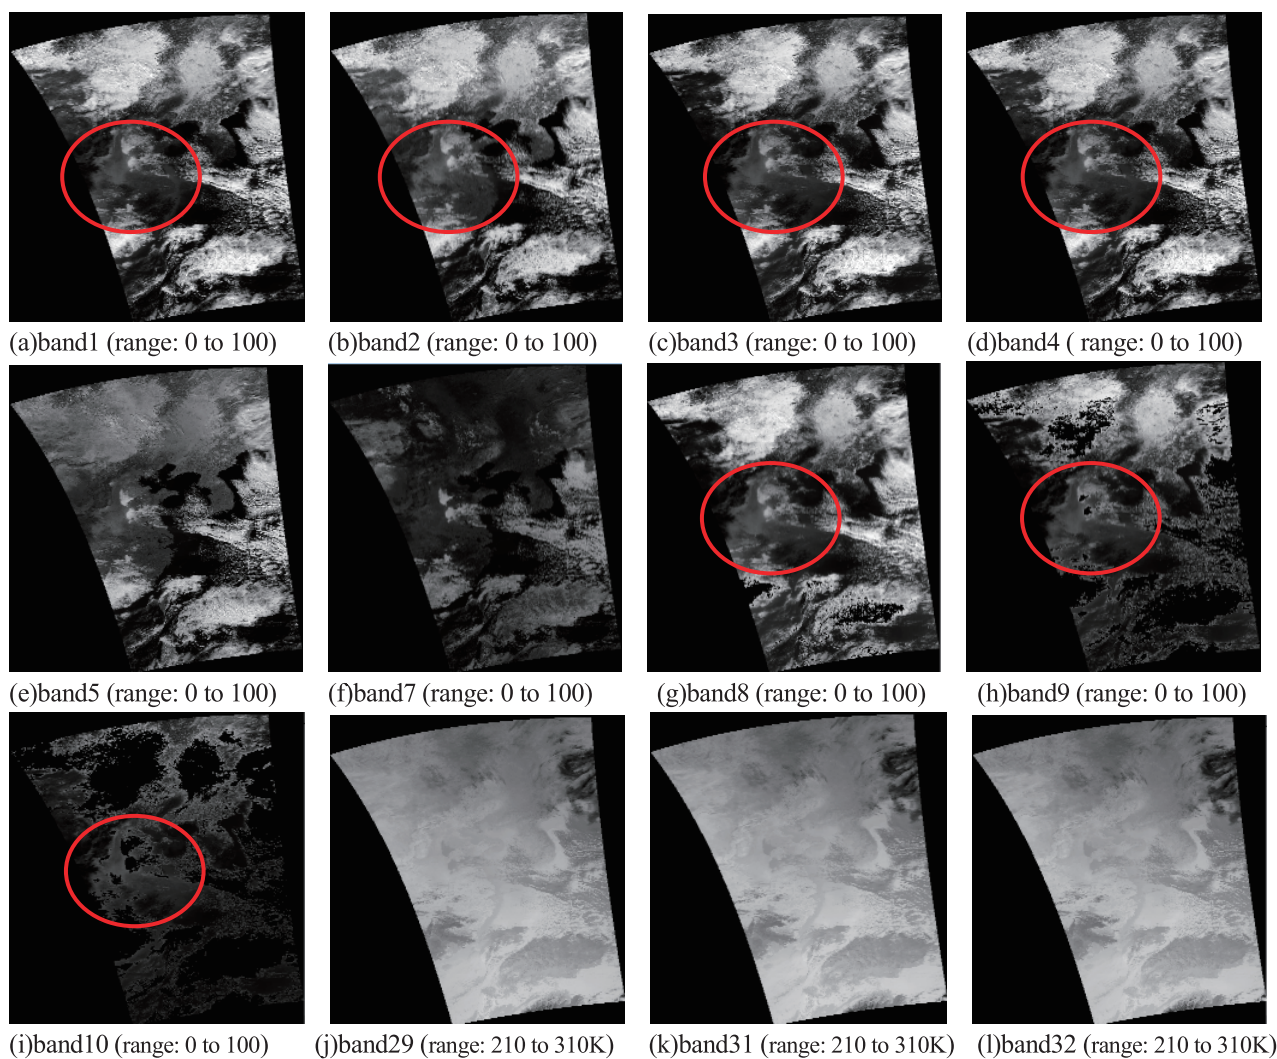 (a)band1 (range: 0 to 100)
(b)band2 (range: 0 to 100)
(c)band3 (range: 0 to 100)
(d)band4 ( range: 0 to 100)
(e)band5 (range: 0 to 100)
(f)band7 (range: 0 to 100)
(g)band8 (range: 0 to 100)
(h)band9 (range: 0 to 100)
(i)band10 (range: 0 to 100)
(j)band29 (range: 210 to 310K)
(k)band31 (range: 210 to 310K)
(l)band32 (range: 210 to 310K)